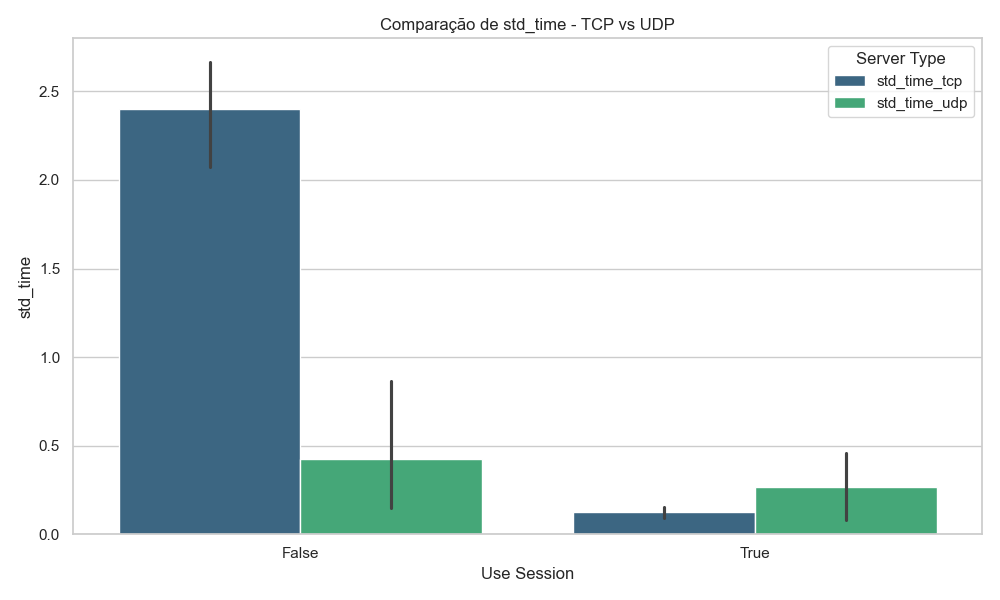 Comparação de std_time - TCP vs UDP
Server Type
std_time_tcp
std_time_udp
std_time
2.5
2.0
1.5
1.0
0.5
0.0
False
True
Use Session